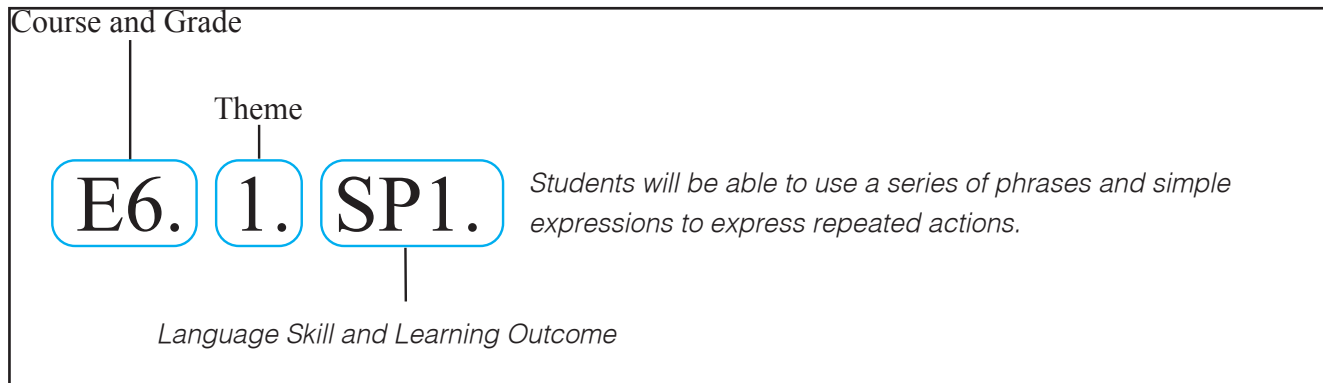 Course and Grade
Theme
E6. 1. SP1.
Students will be able to use a series of phrases and simple
expressions to express repeated actions.
Language Skill and Learning Outcome